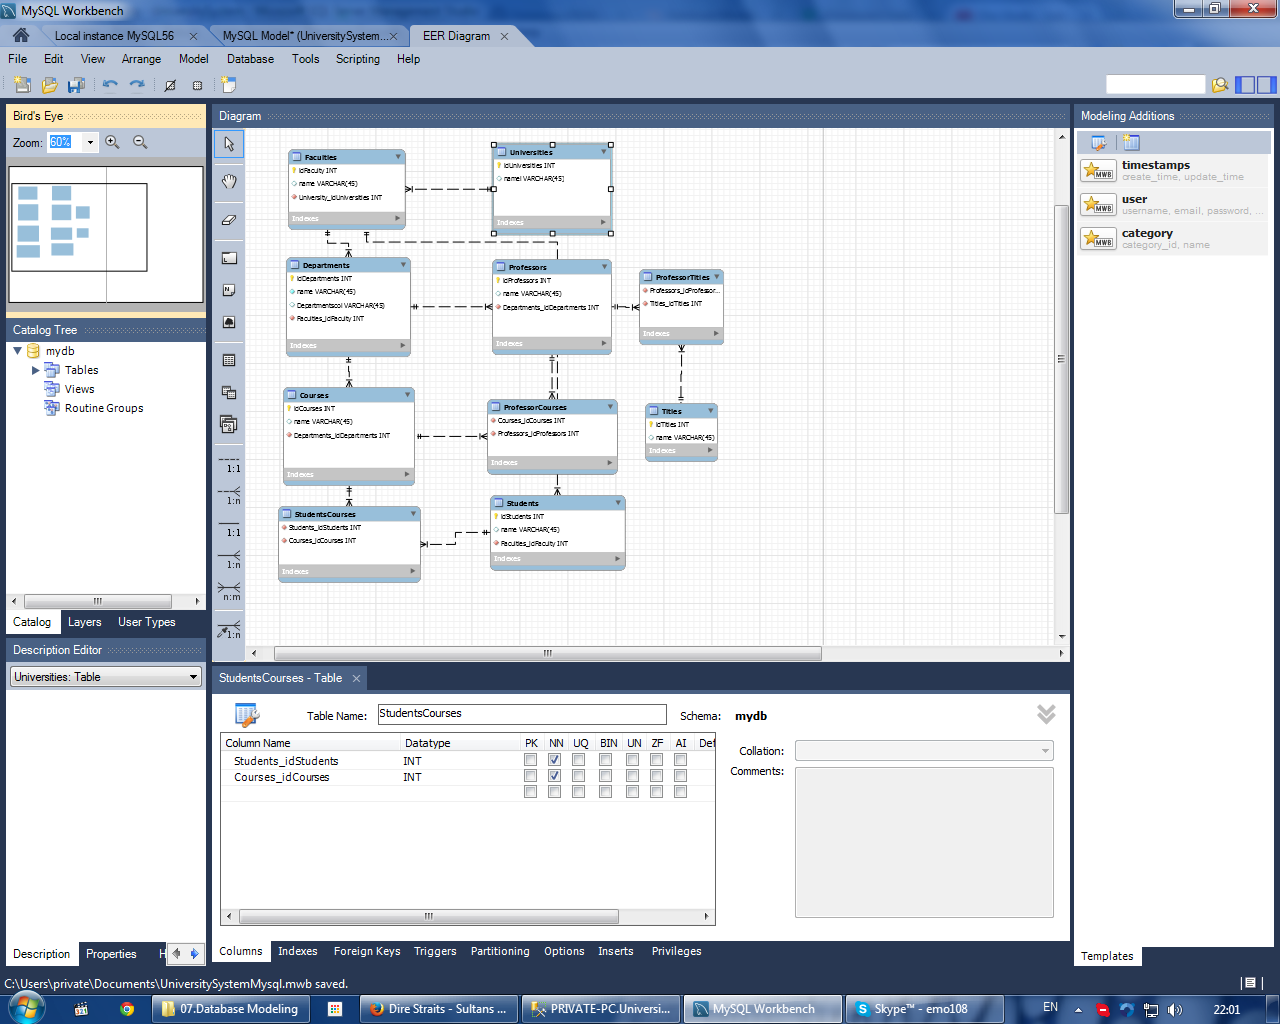 MySQL Workbench
Local instance MySQL56
MySQL Model* (UniversitySystem...
EER Diagram
File Edit View Arrange Model Database Tools Scripting Help
Bird's Eye
Zoom: 60%
Catalog Tree
mydb
Tables
Views
Routine Groups
Catalog Layers User Types
Description Editor
Universities: Table
Description Properties H
Diagram
1:1
1:n
1:1
1:n
n:m
1:n
Faculties
idFaculty INT
name VARCHAR(45)
University_idUniversities INT
Indexes
Universities
idUniversities INT
namel VARCHAR(45)
Indexes
Departments
idDepartments INT
name VARCHAR(45)
Departmentscol VARCHAR(45)
Faculties_idFaculty INT
Indexes
Professors
idProfessors INT
name VARCHAR(45)
Departments_idDepartments INT
Indexes
ProfessorTitles
Professors_idProfessor...
Titles_idTitles INT
Indexes
Courses
idCourses INT
name VARCHAR(45)
Departments_idDepartments INT
Indexes
ProfessorCourses
Courses_idCourses INT
Professors_idProfessors INT
Indexes
Titles
idTitles INT
name VARCHAR(45)
Indexes
StudentsCourses
Students_idStudents INT
Courses_idCourses INT
Indexes
Students
idStudents INT
name VARCHAR(45)
Faculties_idFaculty INT
Indexes
Modeling Additions
MWB timestamps
create_time, update_time
MWB user
username, email, password, ...
MWB category
category_id, name
Templates
StudentsCourses - Table
Table Name: StudentsCourses Schema: mydb
Column Name Datatype PK NN UQ BIN UN ZF AI Def
Students_idStudents INT
Courses_idCourses INT
Collation:
Comments:
Columns Indexes Foreign Keys Triggers Partitioning Options Inserts Privileges
C:\Users\private\Documents\UniversitySystemMysql.mwb saved.
321
07.Database Modeling
Dire Straits - Sultans ...
PRIVATE-PC.Universi...
MySQL Workbench
Skype™ - emo108
EN
22:01